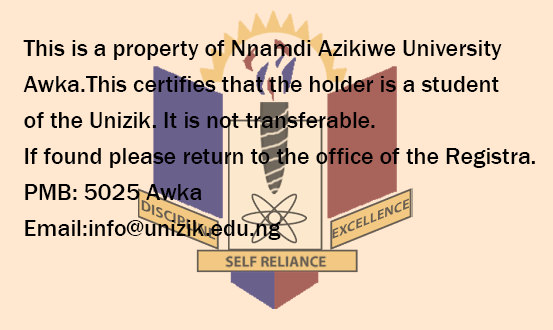 This is a property of Nnamdi Azikiwe University
Awka.This certifies that the holder is a student
of the Unizik. It is not transferable.
If found please return to the office of the Registra.
PMB: 5025 Awka
Email:info@unizik.edu.ng
DISCIPLINE
EXCELLENCE
SELF RELIANCE